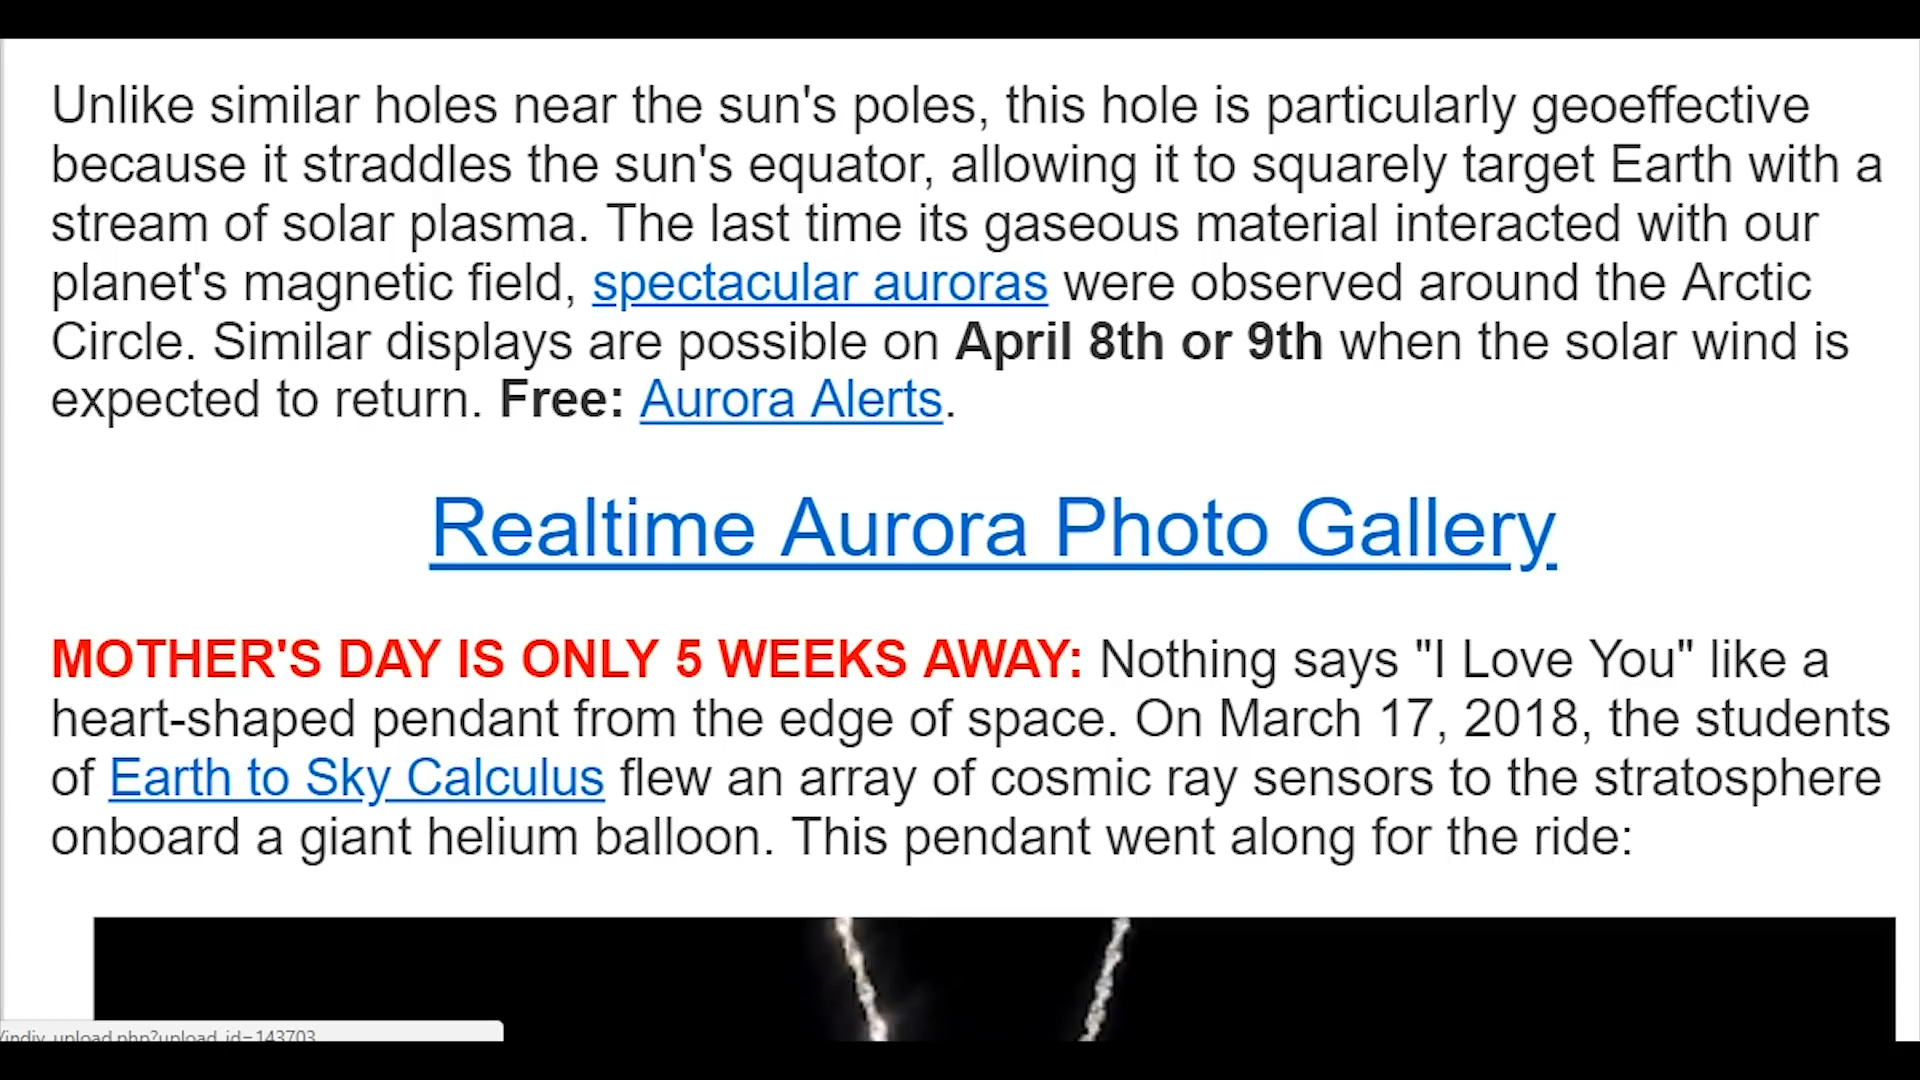 Unlike similar holes near the sun's poles, this hole is particularly geoeffective
because it straddles the sun's equator, allowing it to squarely target Earth with a
stream of solar plasma. The last time its gaseous material interacted with our
planet's magnetic field, spectacular auroras were observed around the Arctic
Circle. Similar displays are possible on April 8th or 9th when the solar wind is
expected to return. Free: Aurora Alerts.
Realtime Aurora Photo Gallery
MOTHER'S DAY IS ONLY 5 WEEKS AWAY: Nothing says "I Love You" like a
heart-shaped pendant from the edge of space. On March 17, 2018, the students
of Earth to Sky Calculus flew an array of cosmic ray sensors to the stratosphere
onboard a giant helium balloon. This pendant went along for the ride:
/indiv_upload.php?upload_id=143703